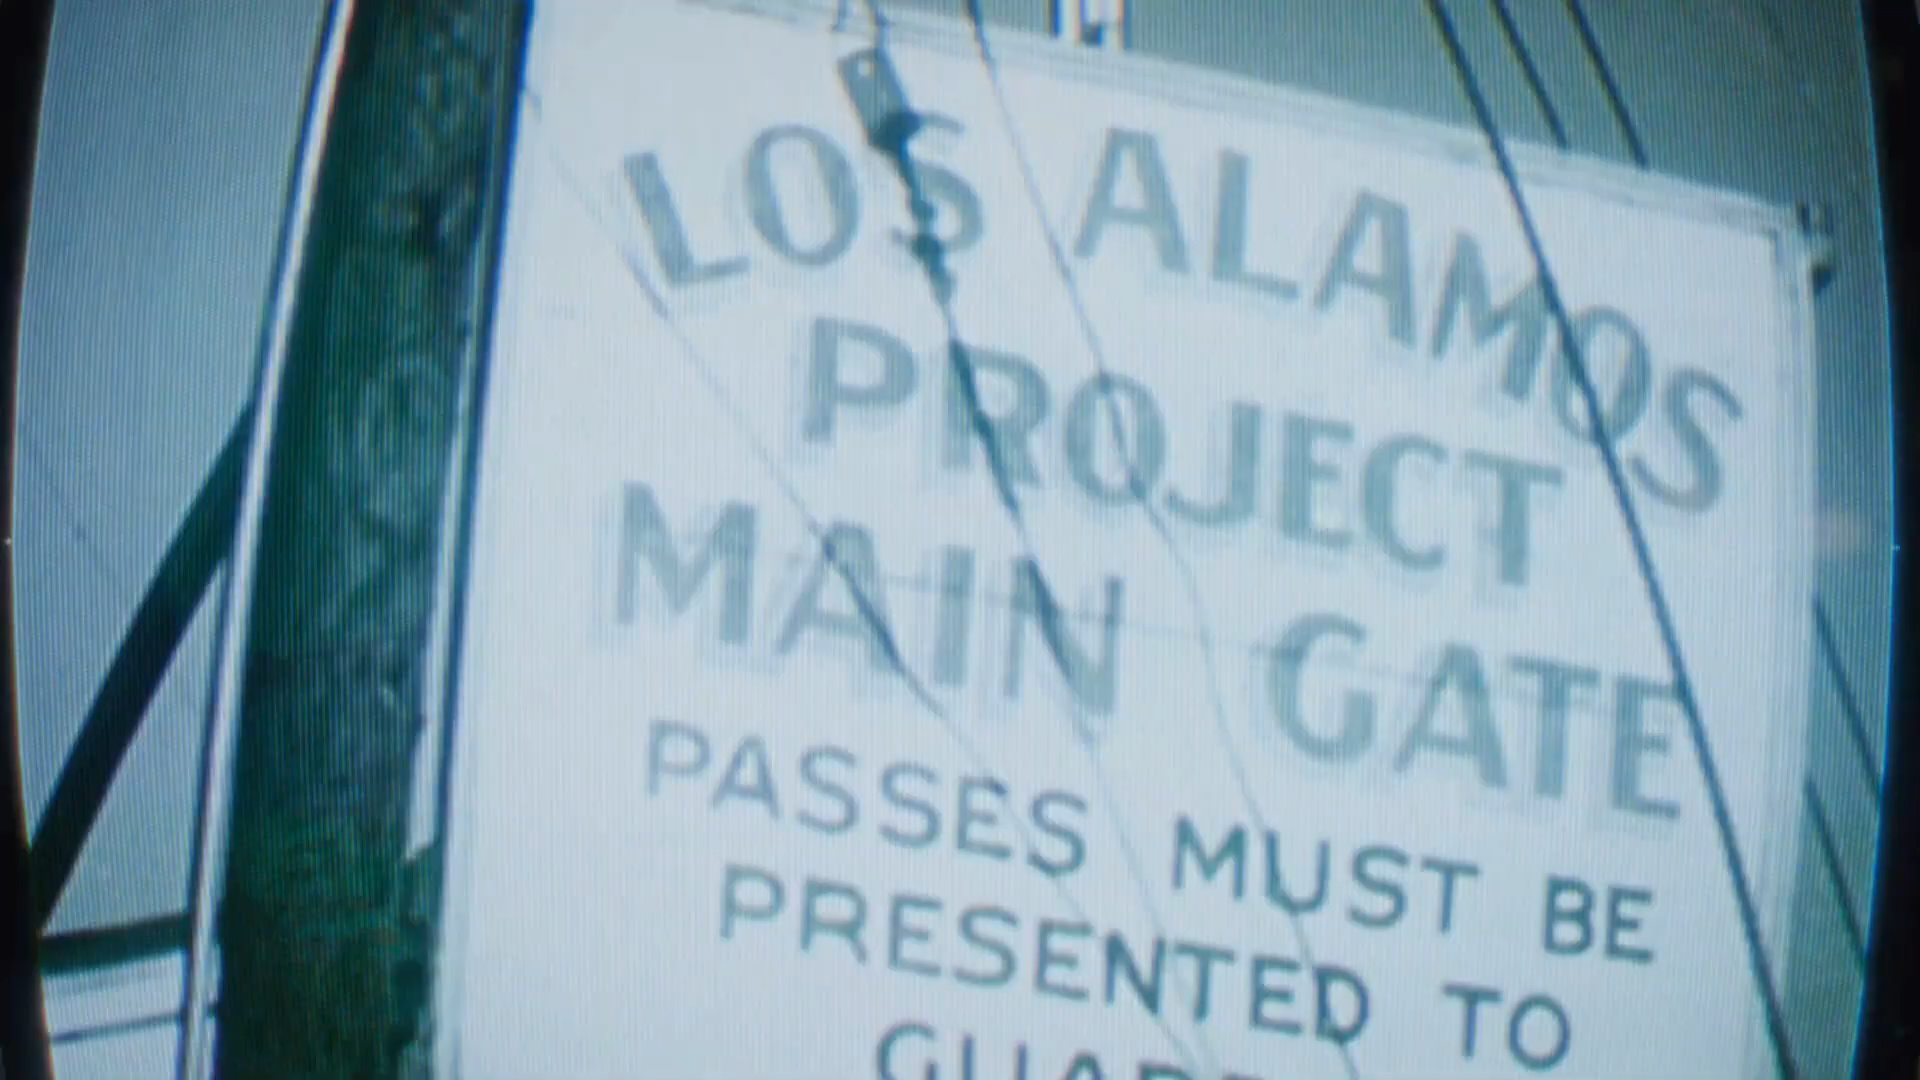 LOS ALAMOS
PROJECT
MAIN GATE
PASSES MUST BE
PRESENTED TO